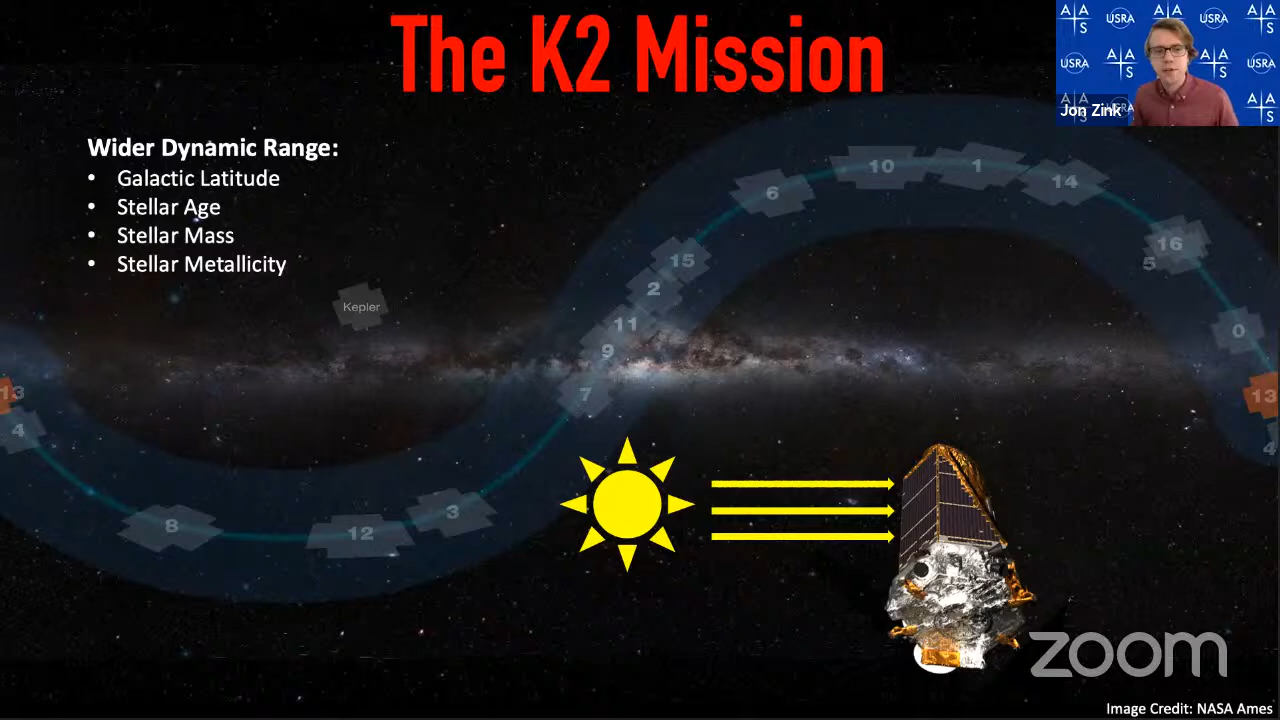 The K2 Mission
A A S
USRA
A A S
USRA
A A S
USRA
A A S
USRA
A A S
USRA
A A S
A A S
Jon Zink
Wider Dynamic Range:
• Galactic Latitude
• Stellar Age
• Stellar Mass
• Stellar Metallicity
6
10
1
14
16
5
15
2
Kepler
11
0
9
7
13
13
4
4
3
8
12
zoom
Image Credit: NASA Ames